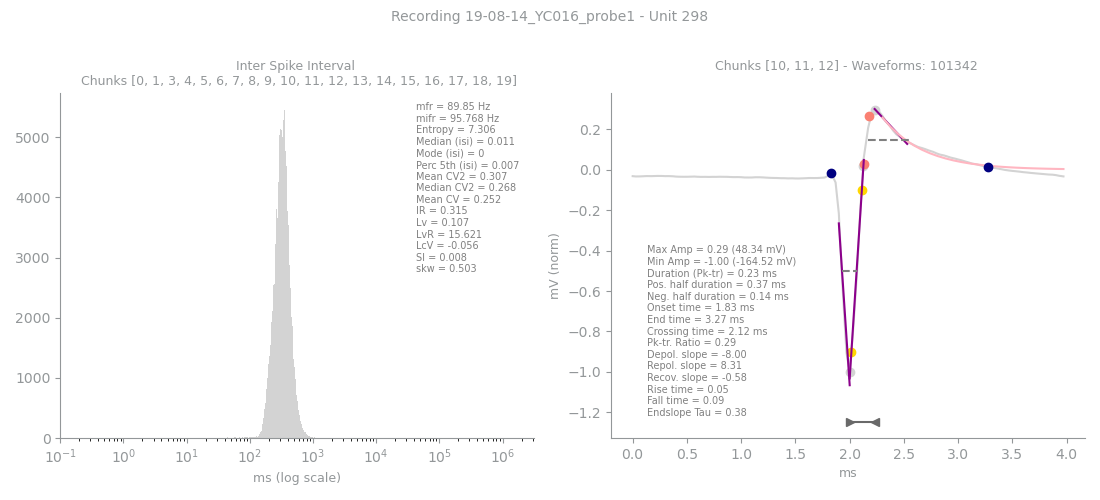 Recording 19-08-14_YC016_probe1 - Unit 298
Inter Spike Interval
Chunks [0, 1, 3, 4, 5, 6, 7, 8, 9, 10, 11, 12, 13, 14, 15, 16, 17, 18, 19]
mfr = 89.85 Hz
mifr = 95.768 Hz
Entropy = 7.306
Median (isi) = 0.011
Mode (isi) = 0
Perc 5th (isi) = 0.007
Mean CV2 = 0.307
Median CV2 = 0.268
Mean CV = 0.252
IR = 0.315
Lv = 0.107
LvR = 15.621
LcV = -0.056
SI = 0.008
skw = 0.503
5000
4000
3000
2000
1000
0
10⁻¹ 10⁰ 10¹ 10² 10³ 10⁴ 10⁵ 10⁶
ms (log scale)
Chunks [10, 11, 12] - Waveforms: 101342
mV (norm)
0.2
0.0
−0.2
−0.4
−0.6
−0.8
−1.0
−1.2
Max Amp = 0.29 (48.34 mV)
Min Amp = -1.00 (-164.52 mV)
Duration (Pk-tr) = 0.23 ms
Pos. half duration = 0.37 ms
Neg. half duration = 0.14 ms
Onset time = 1.83 ms
End time = 3.27 ms
Crossing time = 2.12 ms
Pk-tr. Ratio = 0.29
Depol. slope = -8.00
Repol. slope = 8.31
Recov. slope = -0.58
Rise time = 0.05
Fall time = 0.09
Endslope Tau = 0.38
0.0 0.5 1.0 1.5 2.0 2.5 3.0 3.5 4.0
ms